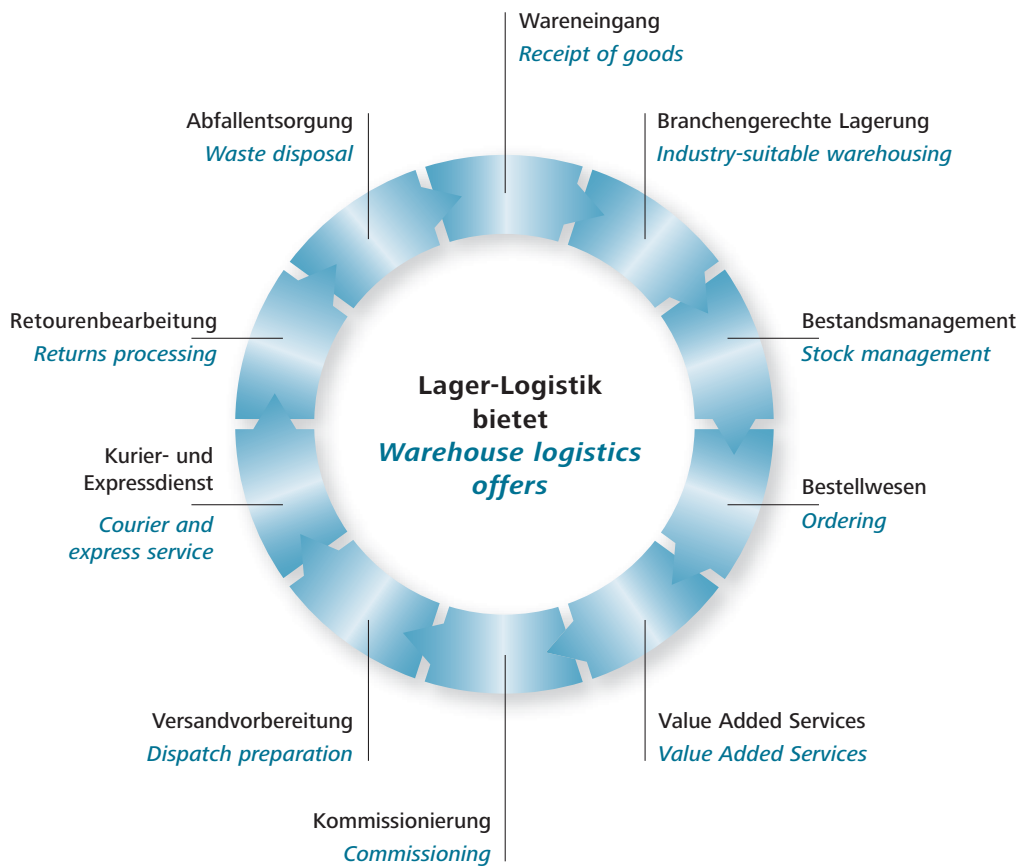 Wareneingang
Receipt of goods
Branchengerechte Lagerung
Industry-suitable warehousing
Bestandsmanagement
Stock management
Bestellwesen
Ordering
Value Added Services
Value Added Services
Kommissionierung
Commissioning
Versandvorbereitung
Dispatch preparation
Kurier- und
Expressdienst
Courier and
express service
Retourenbearbeitung
Returns processing
Abfallentsorgung
Waste disposal
Lager-Logistik
bietet
Warehouse logistics
offers